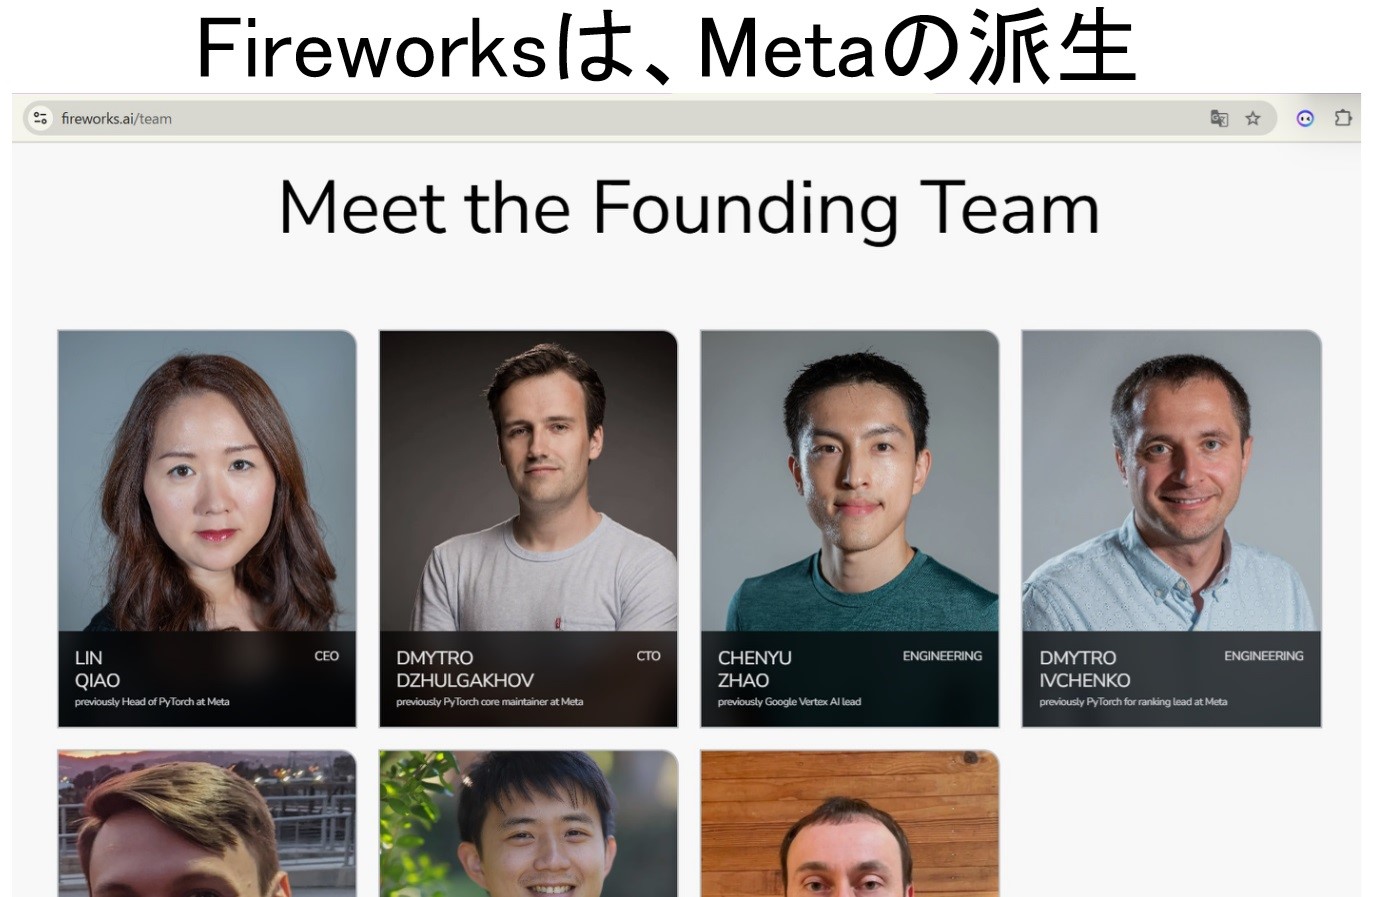 Fireworksは、Metaの派生
fireworks.ai/team
Meet the Founding Team
LIN
QIAO
CEO
previously Head of PyTorch at Meta
DMYTRO
DZHULGAKHOV
CTO
previously PyTorch core maintainer at Meta
CHENYU
ZHAO
ENGINEERING
previously Google Vertex AI lead
DMYTRO
IVCHENKO
ENGINEERING
previously PyTorch for ranking lead at Meta